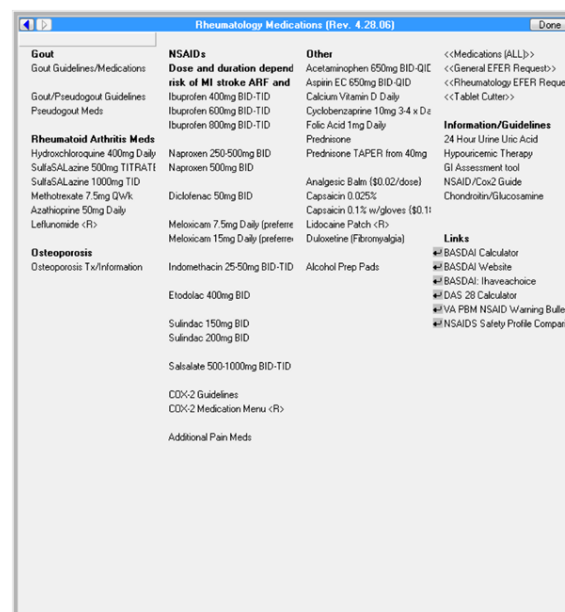 Rheumatology Medications (Rev. 4.28.06)
Done
Gout
Gout Guidelines/Medications
Gout/Pseudogout Guidelines
Pseudogout Meds
Rheumatoid Arthritis Meds
Hydroxchloroquine 400mg Daily
SulfaSALazine 500mg TITRATE
SulfaSALazine 1000mg TID
Methotrexate 7.5mg QWk
Azathioprine 50mg Daily
Leflunomide <R>
Osteoporosis
Osteoporosis Tx/Information
NSAIDs
Dose and duration depend
risk of MI stroke ARF and
Ibuprofen 400mg BID-TID
Ibuprofen 600mg BID-TID
Ibuprofen 800mg BID-TID
Naproxen 250-500mg BID
Naproxen 500mg BID
Diclofenac 50mg BID
Meloxicam 7.5mg Daily (preferre
Meloxicam 15mg Daily (preferre
Indomethacin 25-50mg BID-TID
Etodolac 400mg BID
Sulindac 150mg BID
Sulindac 200mg BID
Salsalate 500-1000mg BID-TID
COX-2 Guidelines
COX-2 Medication Menu <R>
Additional Pain Meds
Other
Acetaminophen 650mg BID-QID
Aspirin EC 650mg BID-QID
Calcium Vitamin D Daily
Cyclobenzaprine 10mg 3-4 x Da
Folic Acid 1mg Daily
Prednisone
Prednisone TAPER from 40mg
Analgesic Balm ($0.02/dose)
Capsaicin 0.025%
Capsaicin 0.1% w/gloves ($0.1
Lidocaine Patch <R>
Duloxetine (Fibromyalgia)
Alcohol Prep Pads
<<Medications (ALL)>>
<<General EFER Request>>
<<Rheumatology EFER Reque
<<Tablet Cutter>>
Information/Guidelines
24 Hour Urine Uric Acid
Hypouricemic Therapy
GI Assessment tool
NSAID/Cox2 Guide
Chondroitin/Glucosamine
Links
BASDAI Calculator
BASDAI Website
BASDAI: Ihaveachoice
DAS 28 Calculator
VA PBM NSAID Warning Bulle
NSAIDS Safety Profile Compari